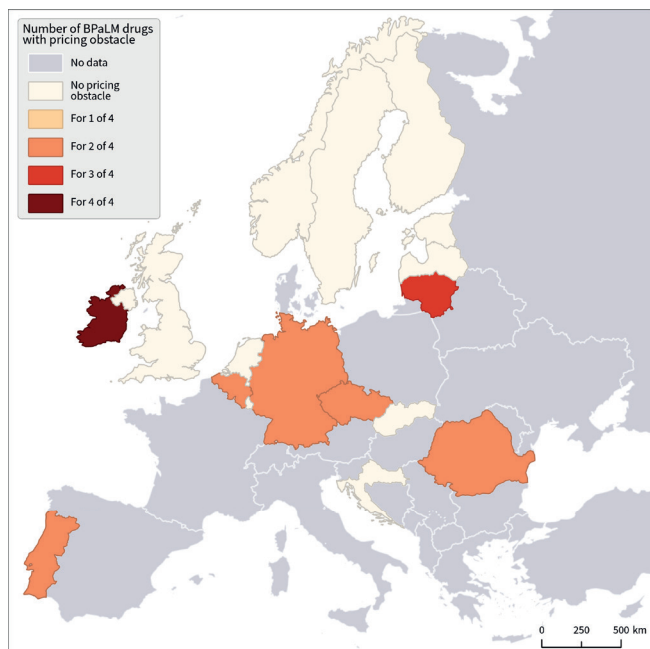 Number of BPaLM drugs
with pricing obstacle
No data
No pricing
obstacle
For 1 of 4
For 2 of 4
For 3 of 4
For 4 of 4
0 250 500 km